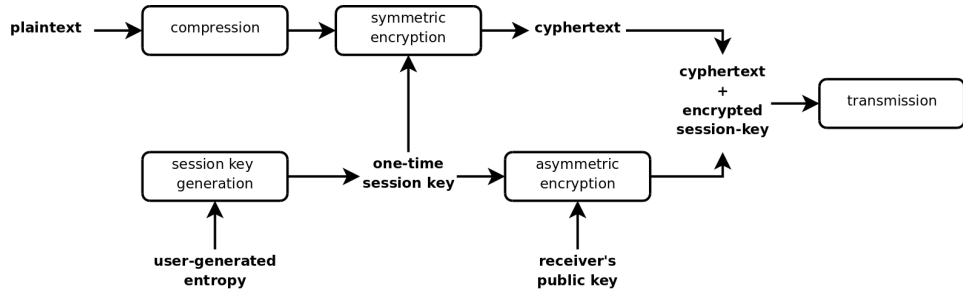 plaintext
compression
symmetric
encryption
cyphertext
cyphertext
+
encrypted
session-key
transmission
session key
generation
one-time
session key
asymmetric
encryption
user-generated
entropy
receiver's
public key